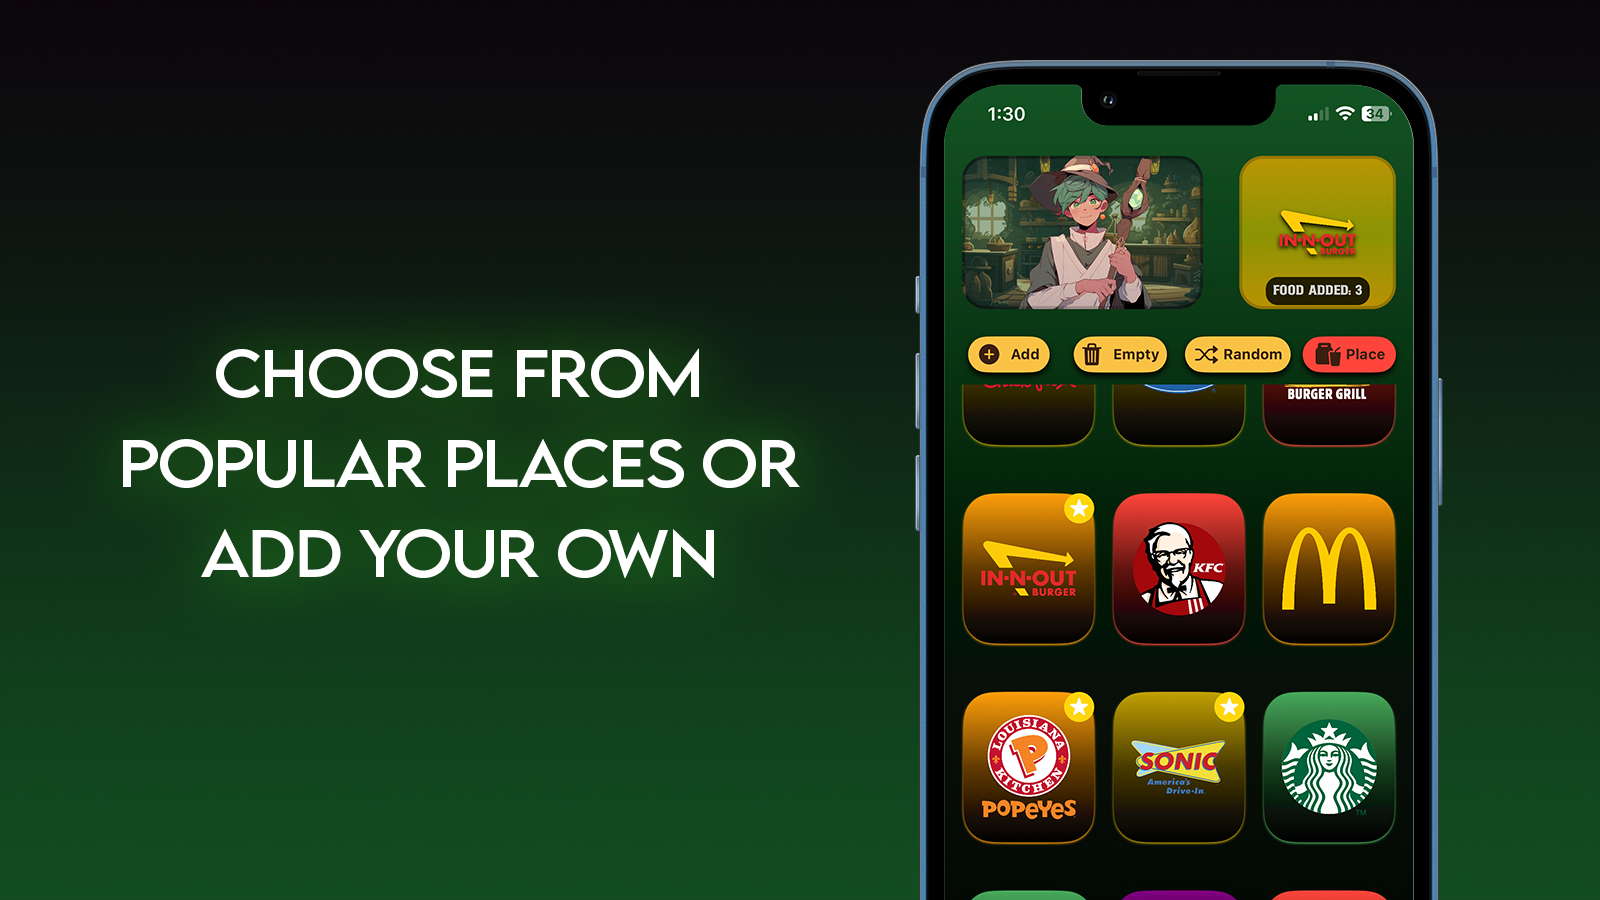 CHOOSE FROM
POPULAR PLACES OR
ADD YOUR OWN
1:30
34
IN-N-OUT
BURGER
FOOD ADDED: 3
Add
Empty
Random
Place
BURGER GRILL
IN-N-OUT
BURGER
KFC
LOUISIANA
KITCHEN
POPEYES
SONIC
America's
Drive-In
TM